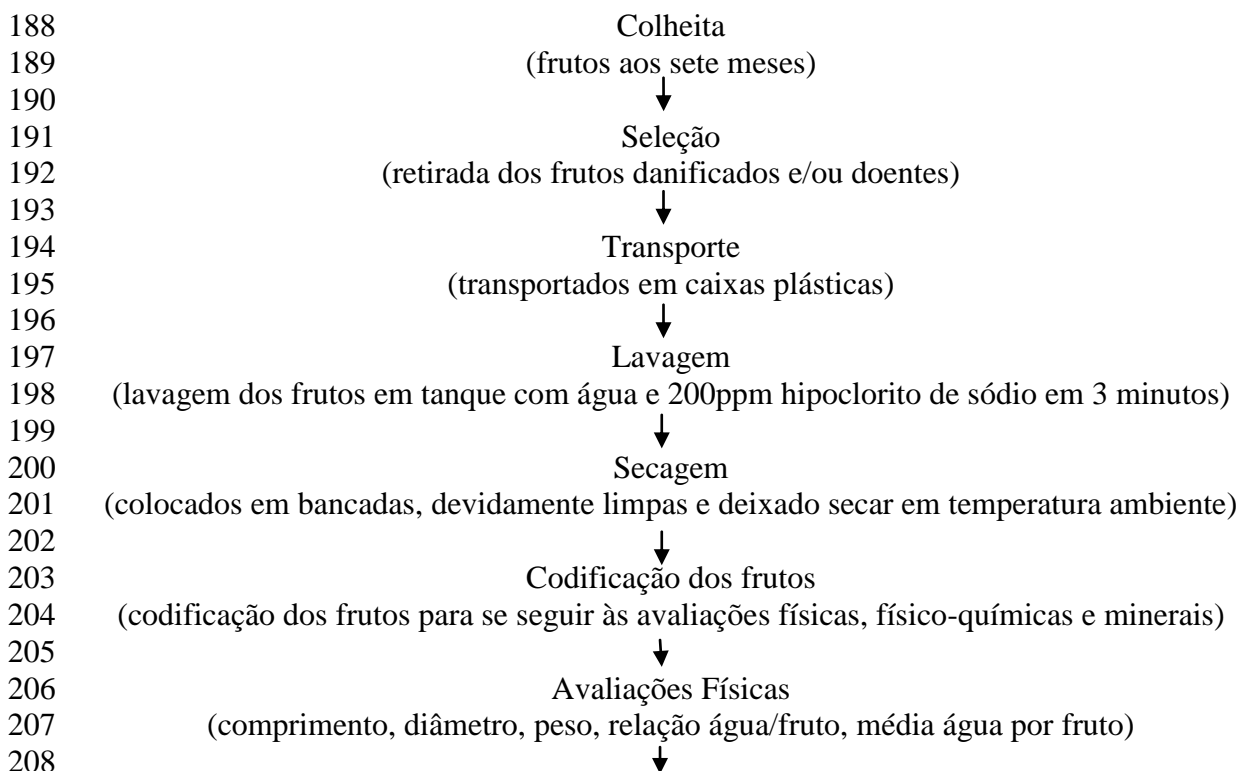 188 Colheita
189 (frutos aos sete meses)
190
191 Seleção
192 (retirada dos frutos danificados e/ou doentes)
193
194 Transporte
195 (transportados em caixas plásticas)
196
197 Lavagem
198 (lavagem dos frutos em tanque com água e 200ppm hipoclorito de sódio em 3 minutos)
199
200 Secagem
201 (colocados em bancadas, devidamente limpas e deixado secar em temperatura ambiente)
202
203 Codificação dos frutos
204 (codificação dos frutos para se seguir às avaliações físicas, físico-químicas e minerais)
205
206 Avaliações Físicas
207 (comprimento, diâmetro, peso, relação água/fruto, média água por fruto)
208